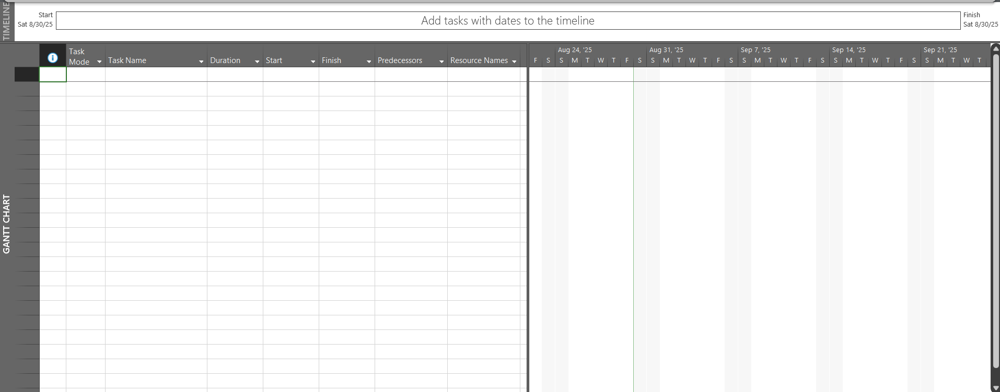 TIMELINE
Start
Sat 8/30/25
Add tasks with dates to the timeline
Finish
Sat 8/30/25
GANTT CHART
Task
Mode
Task Name
Duration
Start
Finish
Predecessors
Resource Names
Aug 24, '25 Aug 31, '25 Sep 7, '25 Sep 14, '25 Sep 21, '25
F S S M T W T F S S M T W T F S S M T W T F S S M T W T F S S M T W T